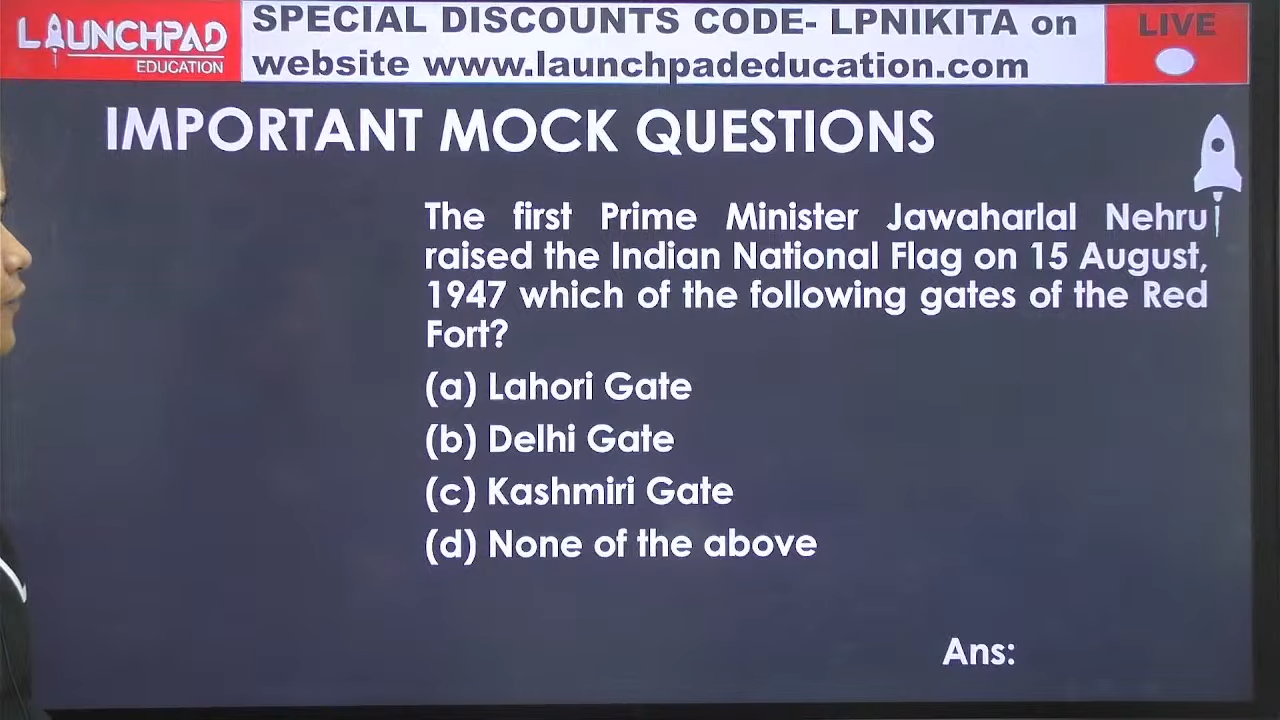 LAUNCHPAD
EDUCATION
SPECIAL DISCOUNTS CODE- LPNIKITA on
website www.launchpadeducation.com
LIVE
IMPORTANT MOCK QUESTIONS
The first Prime Minister Jawaharlal Nehru
raised the Indian National Flag on 15 August,
1947 which of the following gates of the Red
Fort?
(a) Lahori Gate
(b) Delhi Gate
(c) Kashmiri Gate
(d) None of the above
Ans: